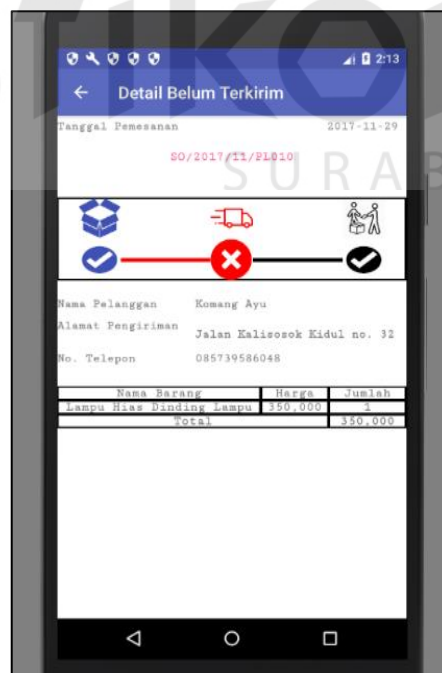 TIKO
SURAB
2:13
Detail Belum Terkirim
Tanggal Pemesanan 2017-11-29
SO/2017/11/PL010
Nama Pelanggan Komang Ayu
Alamat Pengiriman Jalan Kalisosok Kidul no. 32
No. Telepon 085739586048
Nama Barang Harga Jumlah
Lampu Hias Dinding Lampu 350,000 1
Total 350,000